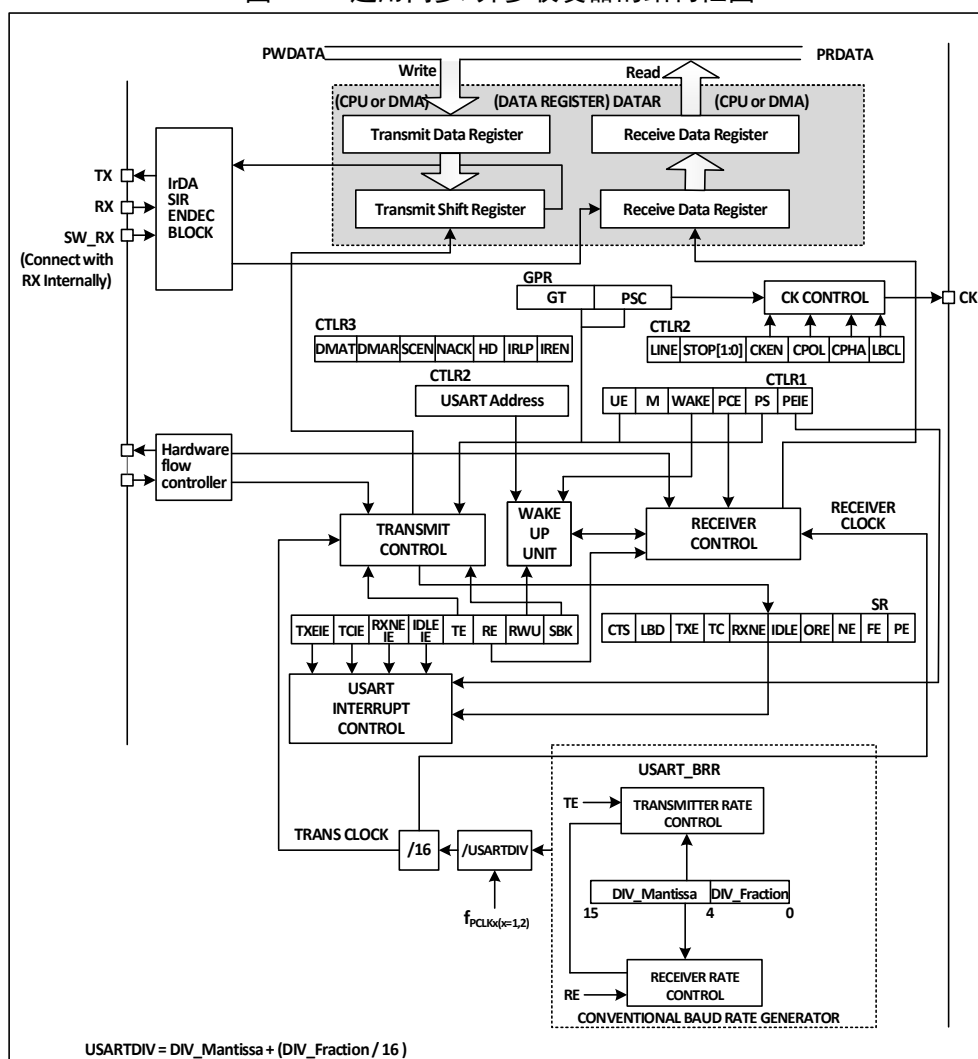 PWDATA
PRDATA
Write
Read
(CPU or DMA)
(DATA REGISTER) DATAR
(CPU or DMA)
Transmit Data Register
Receive Data Register
TX
RX
SW_RX
(Connect with
RX Internally)
IrDA
SIR
ENDEC
BLOCK
Transmit Shift Register
Receive Data Register
GPR
GT
PSC
CK CONTROL
CK
CTLR3
DMAT DMAR SCEN NACK HD IRLP IREN
CTLR2
LINE STOP[1:0] CKEN CPOL CPHA LBCL
CTLR2
USART Address
CTLR1
UE M WAKE PCE PS PEIE
Hardware
flow
controller
TRANSMIT
CONTROL
WAKE
UP
UNIT
RECEIVER
CONTROL
RECEIVER
CLOCK
TXEIE TCIE RXNE IE IDLE IE TE RE RWU SBK
SR
CTS LBD TXE TC RXNE IDLE ORE NE FE PE
USART
INTERRUPT
CONTROL
USART_BRR
TE
TRANSMITTER RATE
CONTROL
TRANS CLOCK
/16
/USARTDIV
fPCLKx(x=1,2)
DIV_Mantissa DIV_Fraction
15 4 0
RE
RECEIVER RATE
CONTROL
CONVENTIONAL BAUD RATE GENERATOR
USARTDIV = DIV_Mantissa + (DIV_Fraction / 16 )